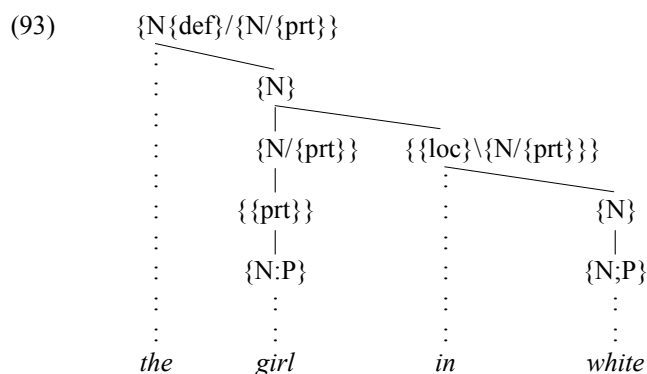 (93) {N{def}/{N/{prt}}
{N}
{N/{prt}} {{loc}\{N/{prt}}}
{{prt}} {N}
{N:P} {N;P}
the girl in white